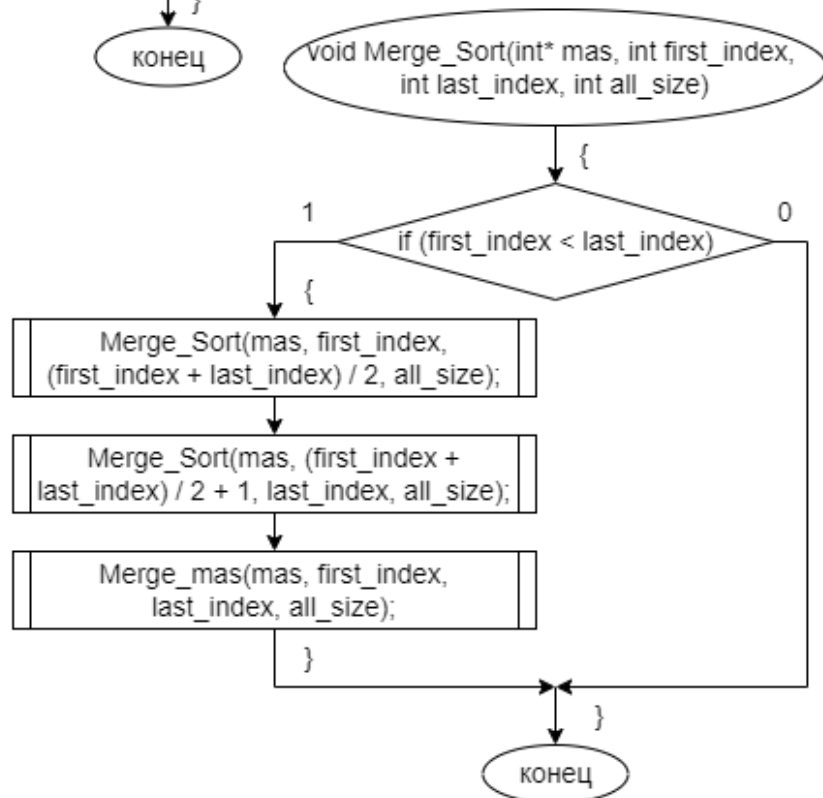 }
конец
void Merge_Sort(int* mas, int first_index,
int last_index, int all_size)
{
1
0
if (first_index < last_index)
{
Merge_Sort(mas, first_index,
(first_index + last_index) / 2, all_size);
Merge_Sort(mas, (first_index +
last_index) / 2 + 1, last_index, all_size);
Merge_mas(mas, first_index,
last_index, all_size);
}
}
конец